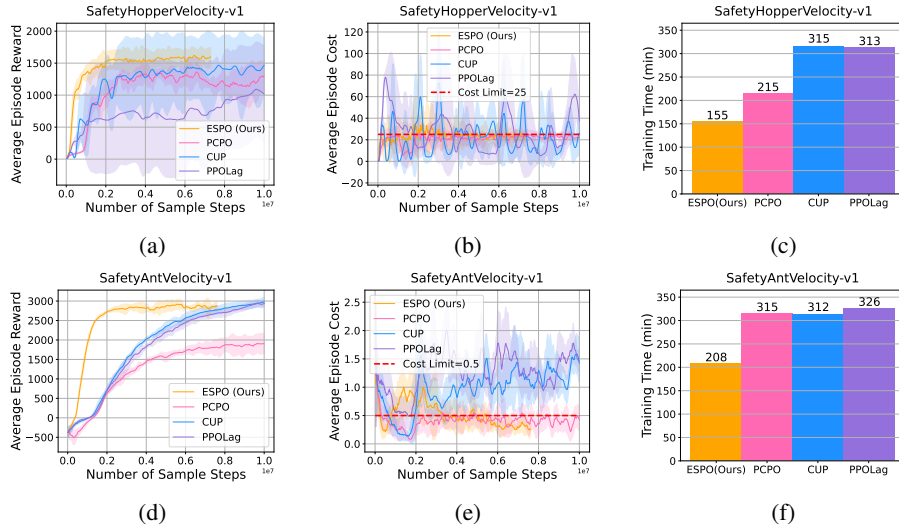 SafetyHopperVelocity-v1
Average Episode Reward
2000
1500
1000
500
0
0.0 0.2 0.4 0.6 0.8 1.0
1e7
Number of Sample Steps
ESPO (Ours)
PCPO
CUP
PPOLag
(a)
SafetyHopperVelocity-v1
Average Episode Cost
120
100
80
60
40
20
0
−20
0.0 0.2 0.4 0.6 0.8 1.0
1e7
Number of Sample Steps
ESPO (Ours)
PCPO
CUP
PPOLag
Cost Limit=25
(b)
SafetyHopperVelocity-v1
Training Time (min)
350
300
250
200
150
100
50
0
155
215
315
313
ESPO(Ours) PCPO CUP PPOLag
(c)
SafetyAntVelocity-v1
Average Episode Reward
3000
2500
2000
1500
1000
500
0
−500
0.0 0.2 0.4 0.6 0.8 1.0
1e7
Number of Sample Steps
ESPO (Ours)
PCPO
CUP
PPOLag
(d)
SafetyAntVelocity-v1
Average Episode Cost
2.5
2.0
1.5
1.0
0.5
0.0
0.0 0.2 0.4 0.6 0.8 1.0
1e7
Number of Sample Steps
ESPO (Ours)
PCPO
CUP
PPOLag
Cost Limit=0.5
(e)
SafetyAntVelocity-v1
Training Time (min)
350
300
250
200
150
100
50
0
208
315
312
326
ESPO(Ours) PCPO CUP PPOLag
(f)